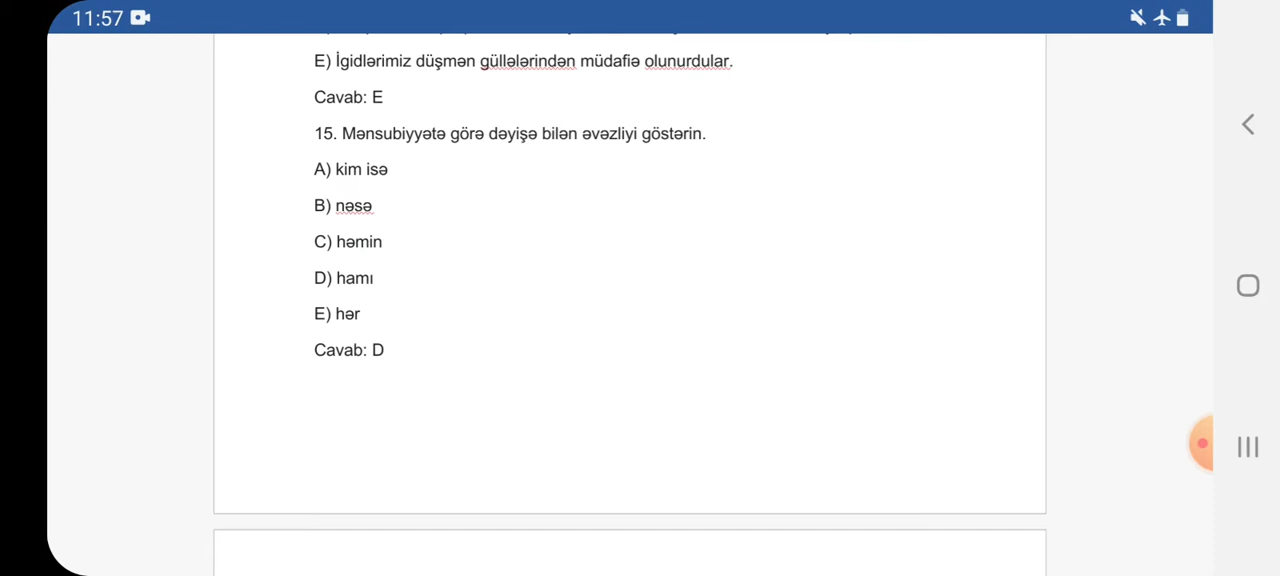 11:57
E) İgidlərimiz düşmən güllələrindən müdafiə olunurdular.
Cavab: E
15. Mənsubiyyətə görə dəyişə bilən əvəzliyi göstərin.
A) kim isə
B) nəsə
C) həmin
D) hamı
E) hər
Cavab: D